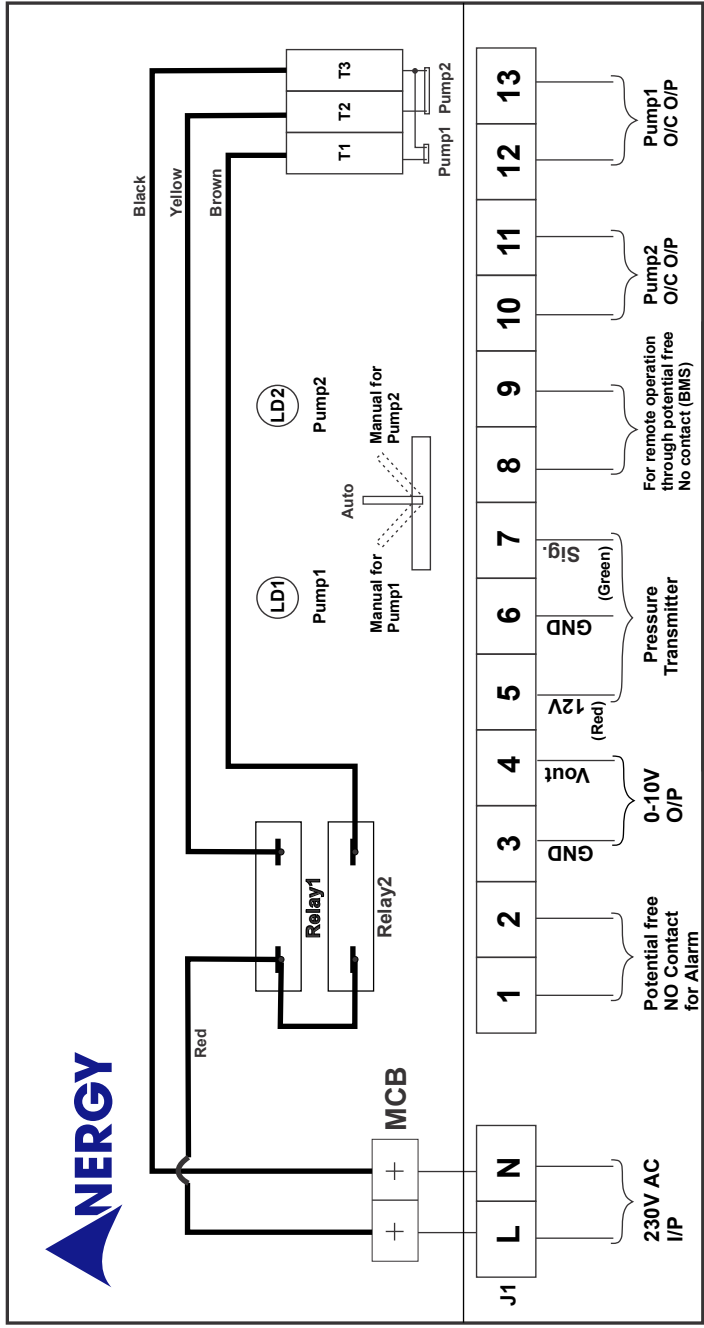 NERGY
Black
Yellow
Brown
Red
T1
T2
T3
Pump1
Pump2
Relay1
Relay2
LD1
Pump1
LD2
Pump2
Auto
Manual for
Pump1
Manual for
Pump2
MCB
J1
L
N
1
2
3
4
5
6
7
8
9
10
11
12
13
GND
Vout
12V
(Red)
GND
Sig.
(Green)
230V AC
I/P
Potential free
NO Contact
for Alarm
0-10V
O/P
Pressure
Transmitter
For remote operation
through potential free
No contact (BMS)
Pump2
O/C O/P
Pump1
O/C O/P